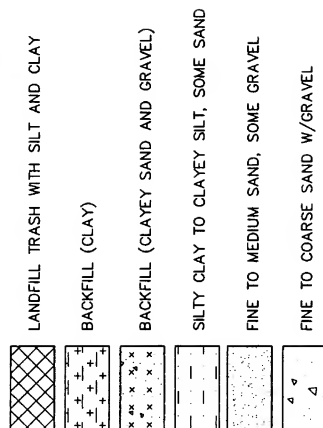 LANDFILL TRASH WITH SILT AND CLAY
BACKFILL (CLAY)
BACKFILL (CLAYEY SAND AND GRAVEL)
SILTY CLAY TO CLAYEY SILT, SOME SAND
FINE TO MEDIUM SAND, SOME GRAVEL
FINE TO COARSE SAND W/GRAVEL